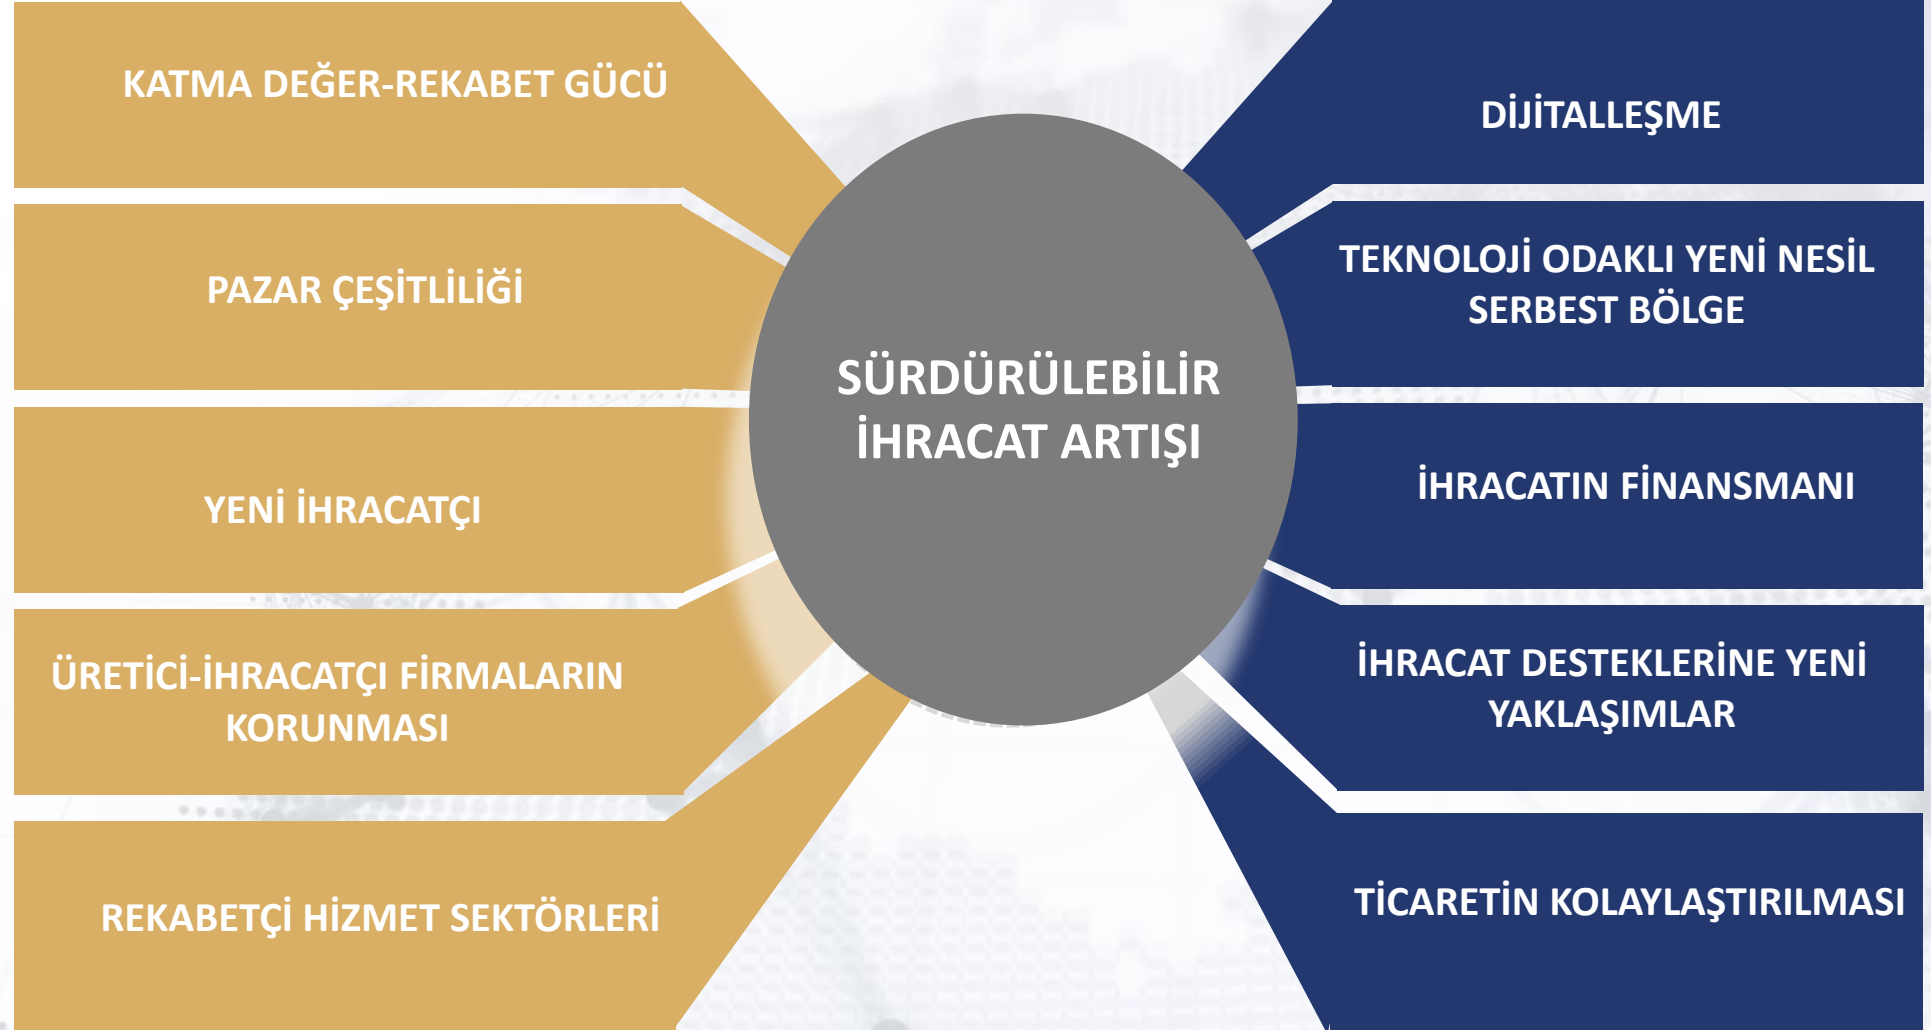 KATMA DEĞER-REKABET GÜCÜ
PAZAR ÇEŞİTLİLİĞİ
YENİ İHRACATÇI
ÜRETİCİ-İHRACATÇI FİRMALARIN
KORUNMASI
REKABETÇİ HİZMET SEKTÖRLERİ
SÜRDÜRÜLEBİLİR
İHRACAT ARTIŞI
DİJİTALLEŞME
TEKNOLOJİ ODAKLI YENİ NESİL
SERBEST BÖLGE
İHRACATIN FİNANSMANI
İHRACAT DESTEKLERİNE YENİ
YAKLAŞIMLAR
TİCARETİN KOLAYLAŞTIRILMASI